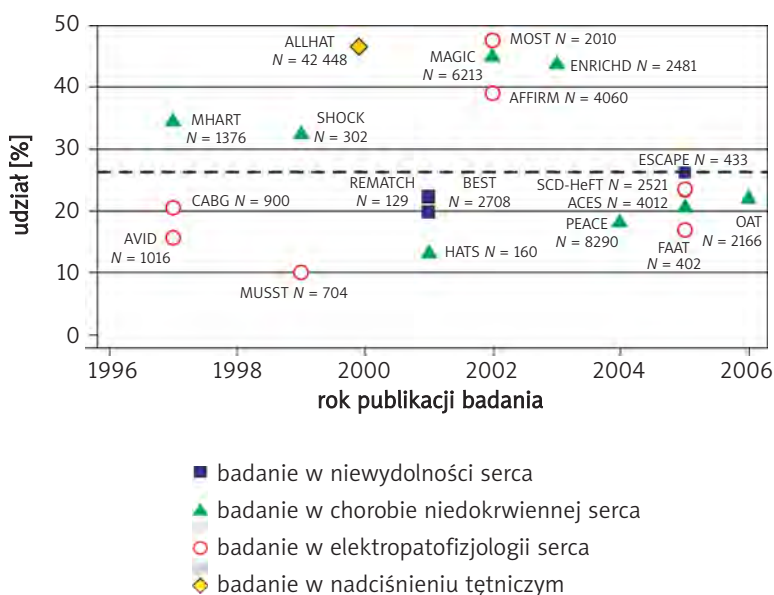 50
40
30
20
10
0
udział [%]
ALLHAT
N = 42 448
MOST N = 2010
MAGIC
N = 6213
ENRICHD N = 2481
AFFIRM N = 4060
MHART
N = 1376
SHOCK
N = 302
ESCAPE N = 433
REMATCH
N = 129
BEST
N = 2708
SCD-HeFT N = 2521
ACES N = 4012
CABG N = 900
AVID
N = 1016
PEACE
N = 8290
OAT
N = 2166
FAAT
N = 402
HATS N = 160
MUSST N = 704
1996 1998 2000 2002 2004 2006
rok publikacji badania
badanie w niewydolności serca
badanie w chorobie niedokrwiennej serca
badanie w elektropatofizjologii serca
badanie w nadciśnieniu tętniczym